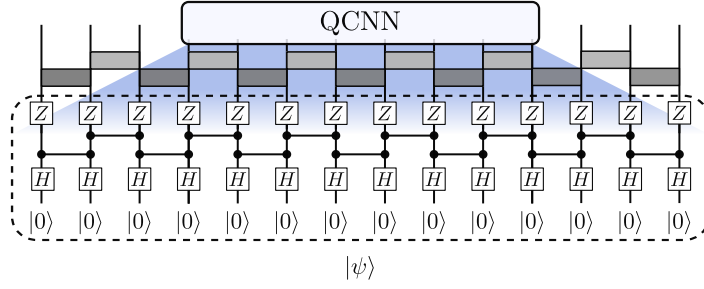 QCNN
Z Z Z Z Z Z Z Z Z Z Z Z Z Z
H H H H H H H H H H H H H H
|0⟩ |0⟩ |0⟩ |0⟩ |0⟩ |0⟩ |0⟩ |0⟩ |0⟩ |0⟩ |0⟩ |0⟩ |0⟩ |0⟩
|ψ⟩